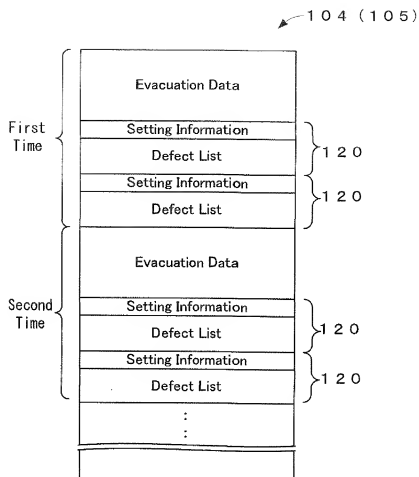 104 (105)
Evacuation Data
First
Time
Setting Information
120
Defect List
Setting Information
120
Defect List
Evacuation Data
Second
Time
Setting Information
120
Defect List
Setting Information
120
Defect List